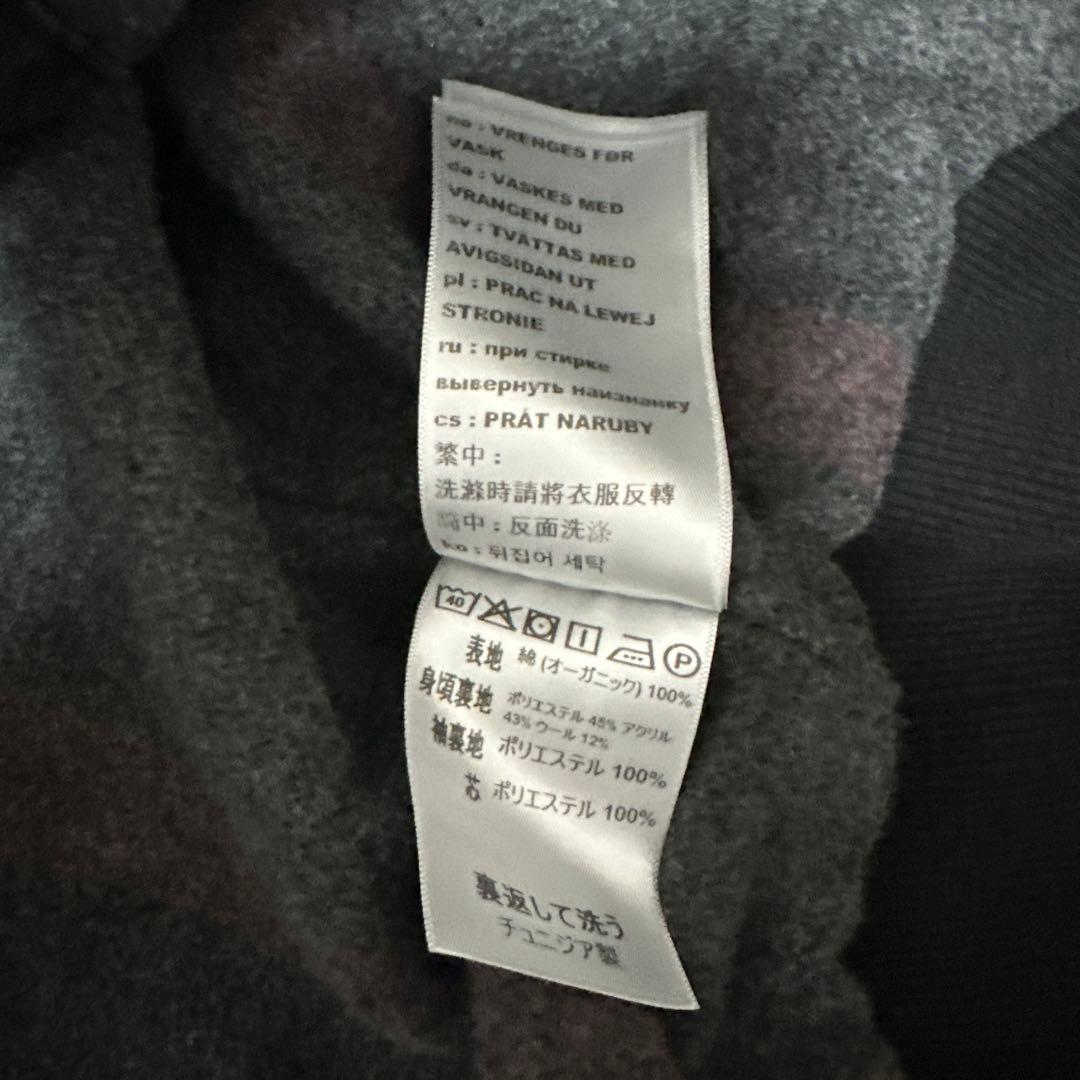 no : VRENGES FØR
VASK
da : VASKES MED
VRANGEN DU
sv : TVÄTTAS MED
AVIGSIDAN UT
pl : PRAC NA LEWEJ
STRONIE
ru : при стирке
вывернуть наизнанку
cs : PRÁT NARUBY
繁中 :
洗滌時請將衣服反轉
簡中 : 反面洗涤
ko : 뒤집어 세탁
40 P
表地 綿 (オーガニック) 100%
身頃裏地 ポリエステル 45% アクリル
43% ウール 12%
袖裏地 ポリエステル 100%
芯 ポリエステル 100%
裏返して洗う
チュニジア製